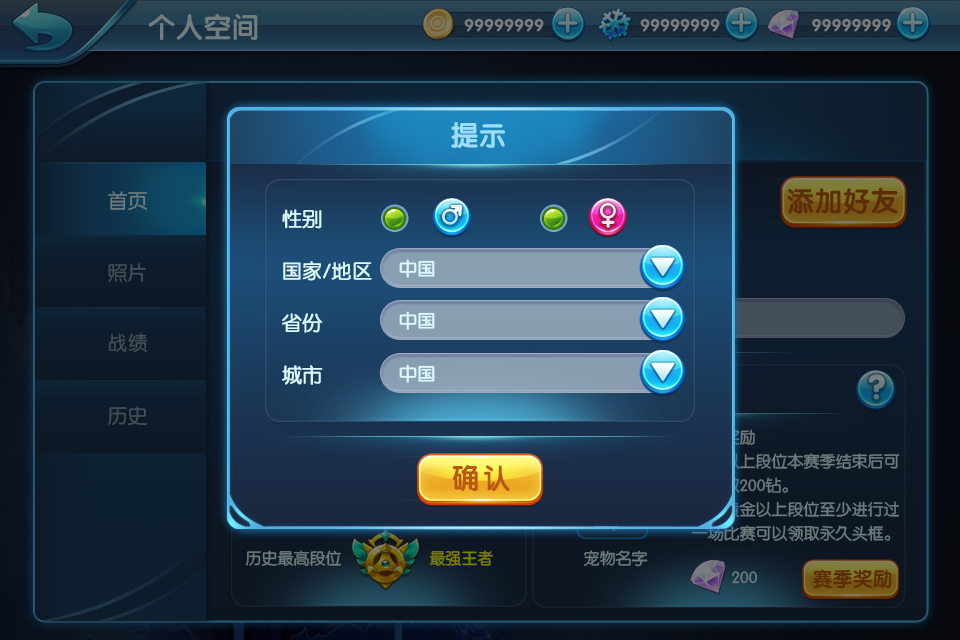 个人空间
99999999
99999999
99999999
提示
首页
照片
战绩
历史
添加好友
性别
国家/地区 中国
省份 中国
城市 中国
确认
奖励
以上段位本赛季结束后可
200钻。
黄金以上段位至少进行过
一场比赛可以领取永久头框。
历史最高段位
最强王者
宠物名字
200
赛季奖励